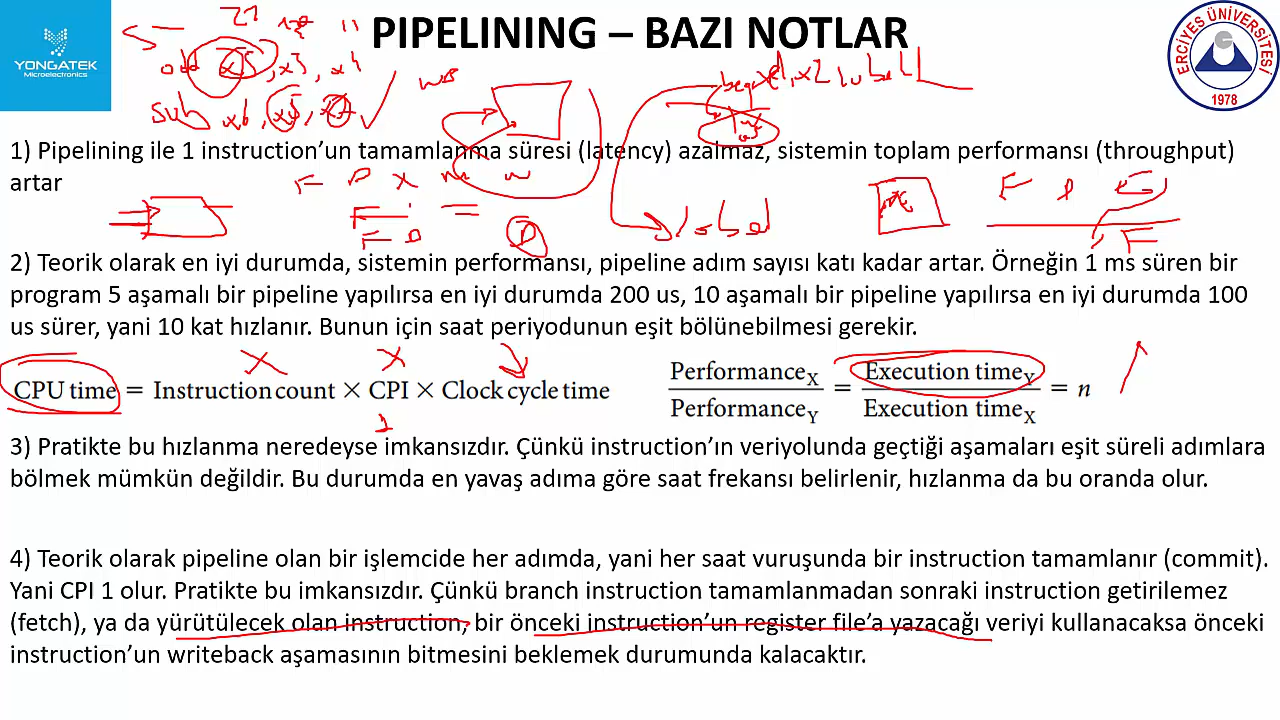 PIPELINING – BAZI NOTLAR
YONGATEK
Microelectronics
ERCİYES ÜNİVERSİTESİ
1978
sub x6, x5,
1) Pipelining ile 1 instruction’un tamamlanma süresi (latency) azalmaz, sistemin toplam performansı (throughput)
artar
F D X M W
label
2) Teorik olarak en iyi durumda, sistemin performansı, pipeline adım sayısı katı kadar artar. Örneğin 1 ms süren bir
program 5 aşamalı bir pipeline yapılırsa en iyi durumda 200 us, 10 aşamalı bir pipeline yapılırsa en iyi durumda 100
us sürer, yani 10 kat hızlanır. Bunun için saat periyodunun eşit bölünebilmesi gerekir.
CPU time = Instruction count × CPI × Clock cycle time
Performance_X / Performance_Y = Execution time_Y / Execution time_X = n
1
3) Pratikte bu hızlanma neredeyse imkansızdır. Çünkü instruction’ın veriyolunda geçtiği aşamaları eşit süreli adımlara
bölmek mümkün değildir. Bu durumda en yavaş adıma göre saat frekansı belirlenir, hızlanma da bu oranda olur.
4) Teorik olarak pipeline olan bir işlemcide her adımda, yani her saat vuruşunda bir instruction tamamlanır (commit).
Yani CPI 1 olur. Pratikte bu imkansızdır. Çünkü branch instruction tamamlanmadan sonraki instruction getirilemez
(fetch), ya da yürütülecek olan instruction, bir önceki instruction’un register file’a yazacağı veriyi kullanacaksa önceki
instruction’un writeback aşamasının bitmesini beklemek durumunda kalacaktır.